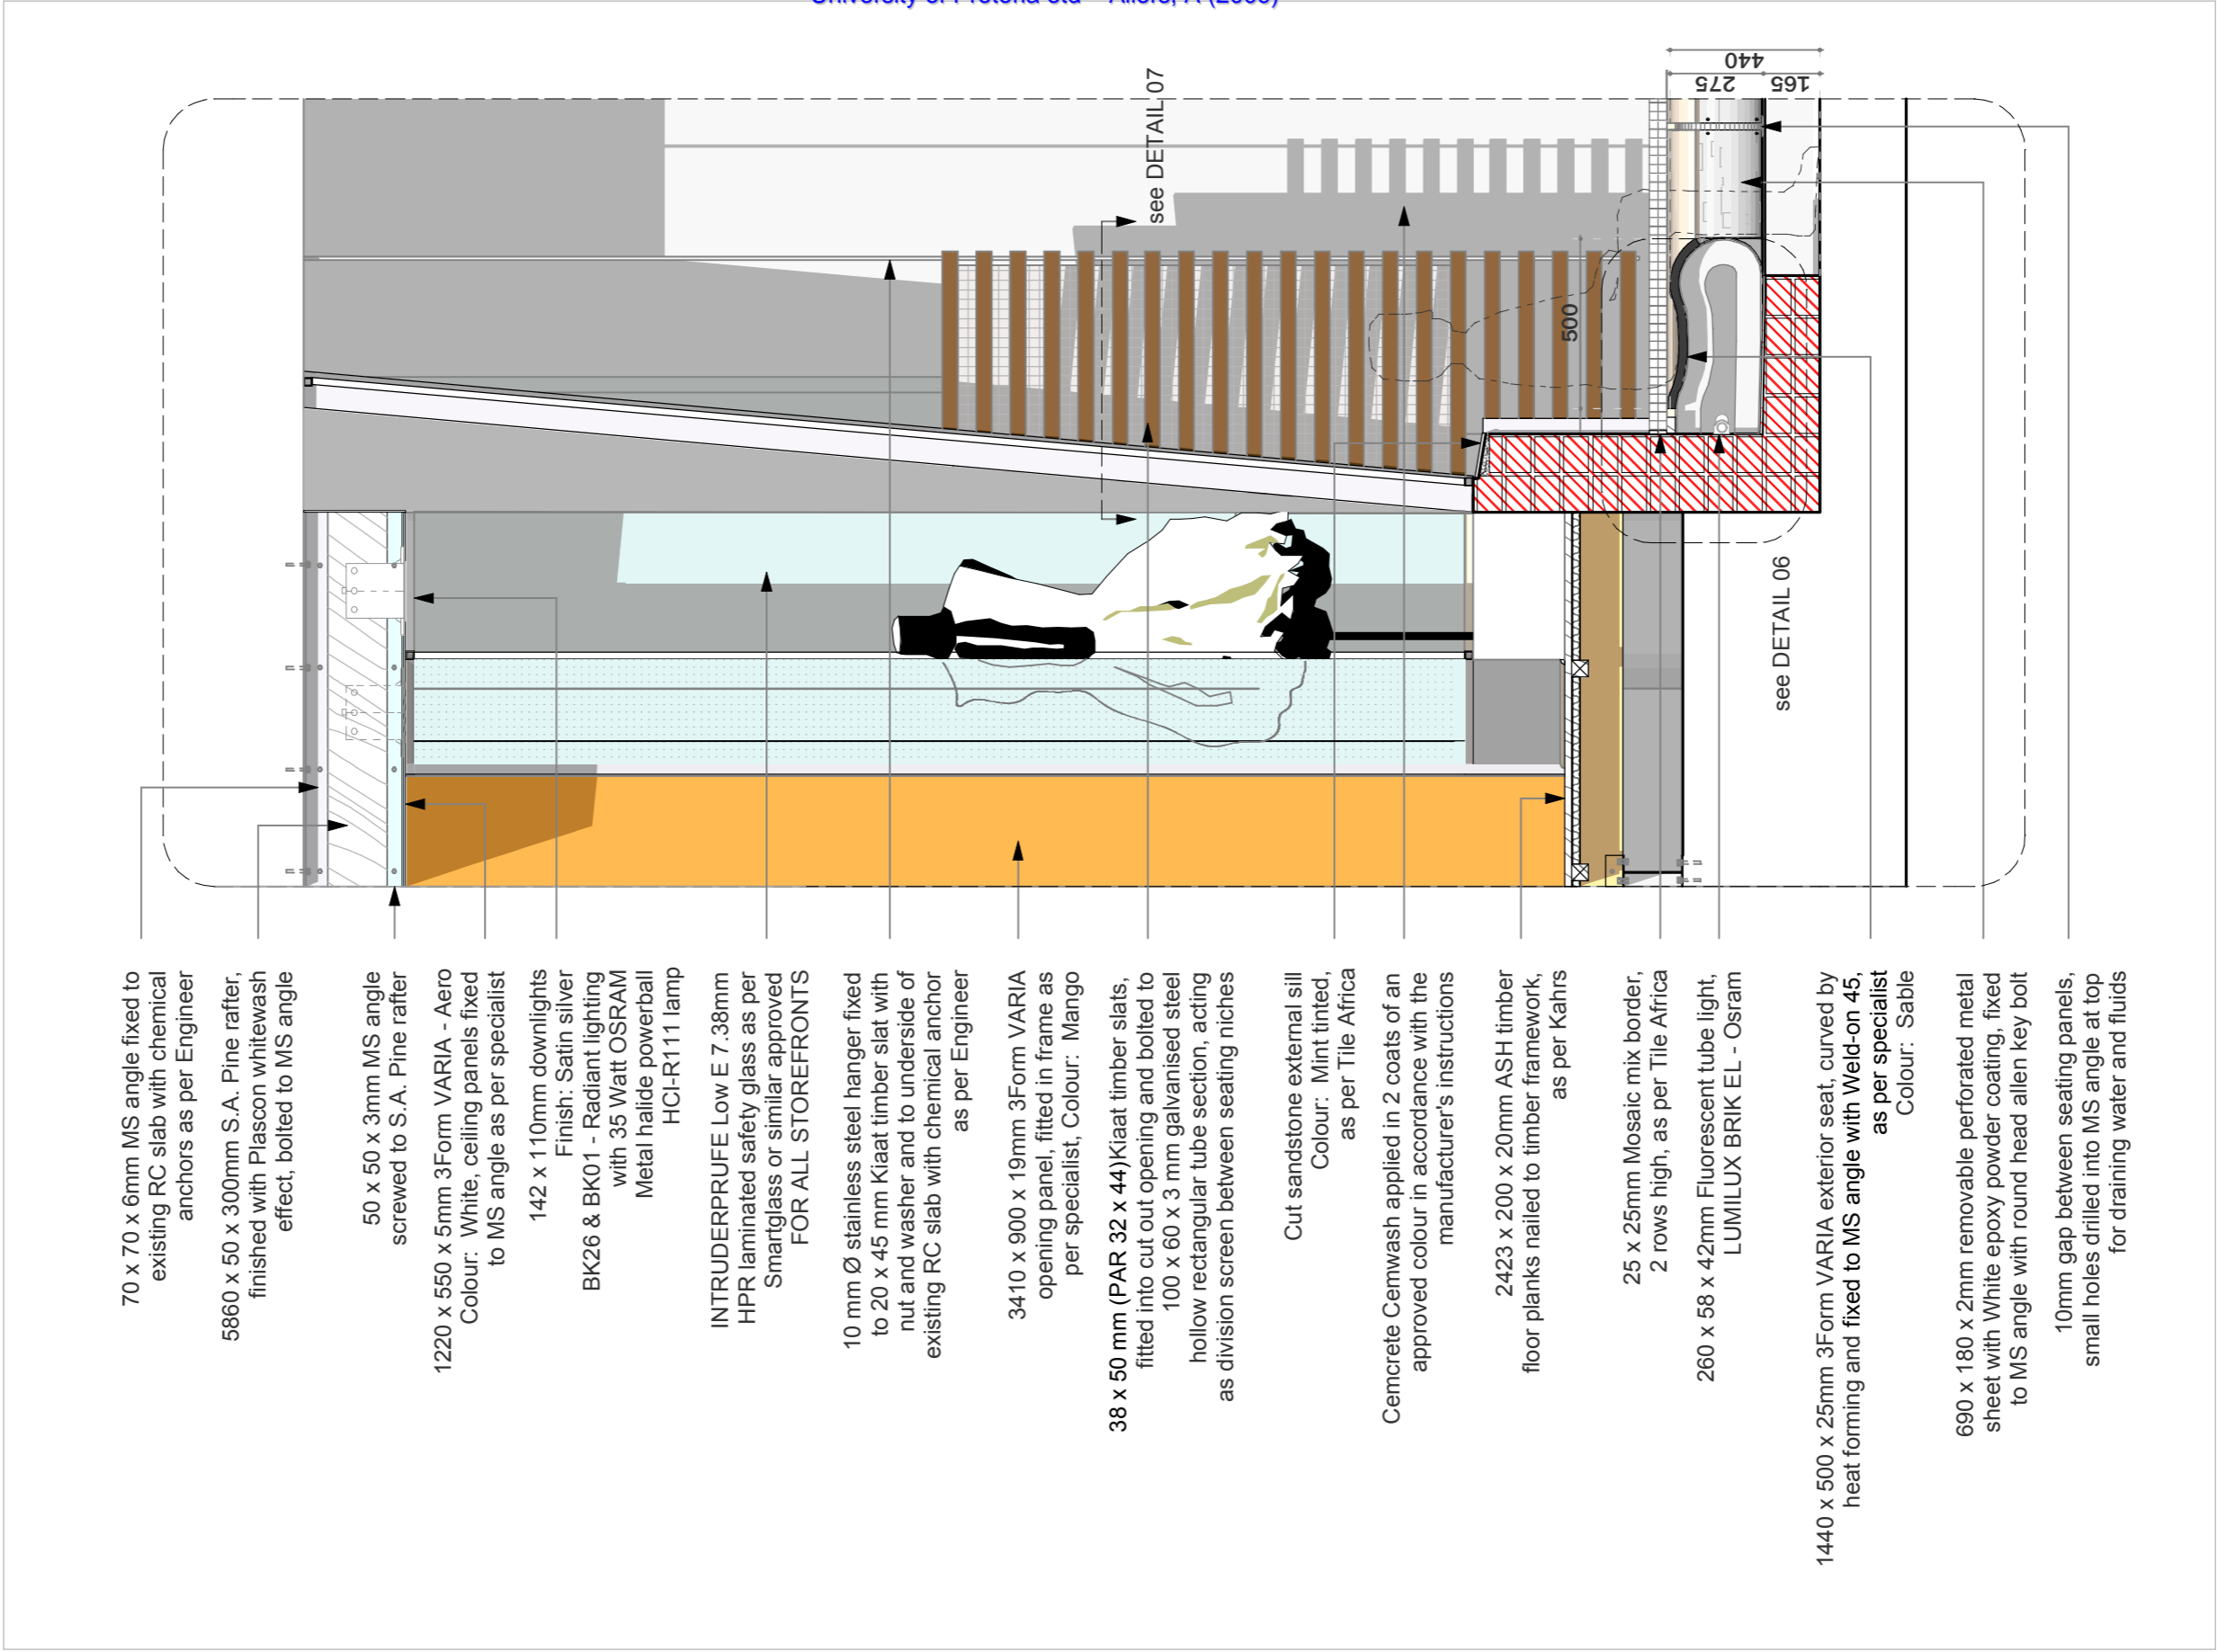 70 x 70 x 6mm MS angle fixed to
existing RC slab with chemical
anchors as per Engineer
5860 x 50 x 300mm S.A. Pine rafter,
finished with Plascon whitewash
effect, bolted to MS angle
50 x 50 x 3mm MS angle
screwed to S.A. Pine rafter
1220 x 550 x 5mm 3Form VARIA - Aero
Colour: White, ceiling panels fixed
to MS angle as per specialist
142 x 110mm downlights
Finish: Satin silver
BK26 & BK01 - Radiant lighting
with 35 Watt OSRAM
Metal halide powerball
HCI-R111 lamp
INTRUDERPRUFE Low E 7.38mm
HPR laminated safety glass as per
Smartglass or similar approved
FOR ALL STOREFRONTS
10 mm Ø stainless steel hanger fixed
to 20 x 45 mm Kiaat timber slat with
nut and washer and to underside of
existing RC slab with chemical anchor
as per Engineer
3410 x 900 x 19mm 3Form VARIA
opening panel, fitted in frame as
per specialist, Colour: Mango
38 x 50 mm (PAR 32 x 44)Kiaat timber slats,
fitted into cut out opening and bolted to
100 x 60 x 3 mm galvanised steel
hollow rectangular tube section, acting
as division screen between seating niches
Cut sandstone external sill
Colour: Mint tinted,
as per Tile Africa
Cemcrete Cemwash applied in 2 coats of an
approved colour in accordance with the
manufacturer's instructions
2423 x 200 x 20mm ASH timber
floor planks nailed to timber framework,
as per Kahrs
25 x 25mm Mosaic mix border,
2 rows high, as per Tile Africa
260 x 58 x 42mm Fluorescent tube light,
LUMILUX BRIK EL - Osram
1440 x 500 x 25mm 3Form VARIA exterior seat, curved by
heat forming and fixed to MS angle with Weld-on 45,
as per specialist
Colour: Sable
690 x 180 x 2mm removable perforated metal
sheet with White epoxy powder coating, fixed
to MS angle with round head allen key bolt
10mm gap between seating panels,
small holes drilled into MS angle at top
for draining water and fluids
see DETAIL 07
see DETAIL 06
500
440
275
165